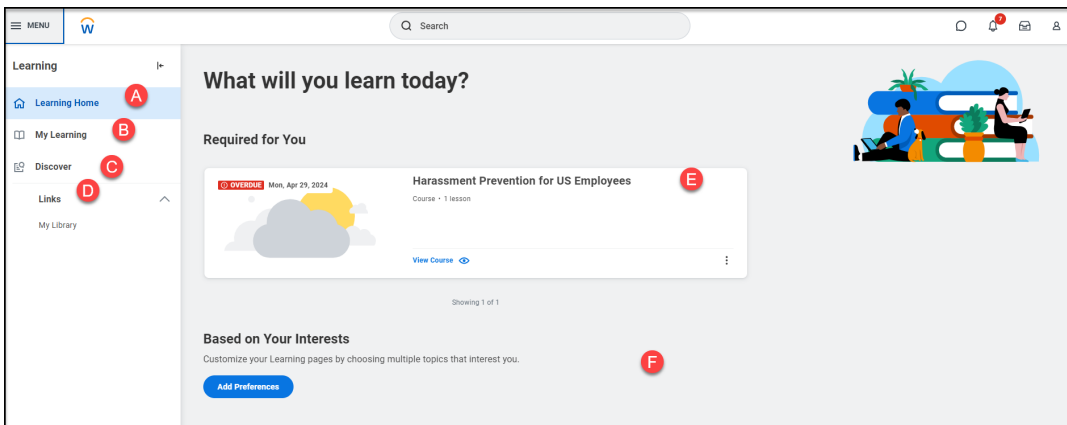 MENU
W
Search
7
Learning
Learning Home
A
My Learning
B
Discover
C
Links
D
My Library
What will you learn today?
Required for You
OVERDUE Mon, Apr 29, 2024
Harassment Prevention for US Employees
E
Course • 1 lesson
View Course
Showing 1 of 1
Based on Your Interests
Customize your Learning pages by choosing multiple topics that interest you.
F
Add Preferences